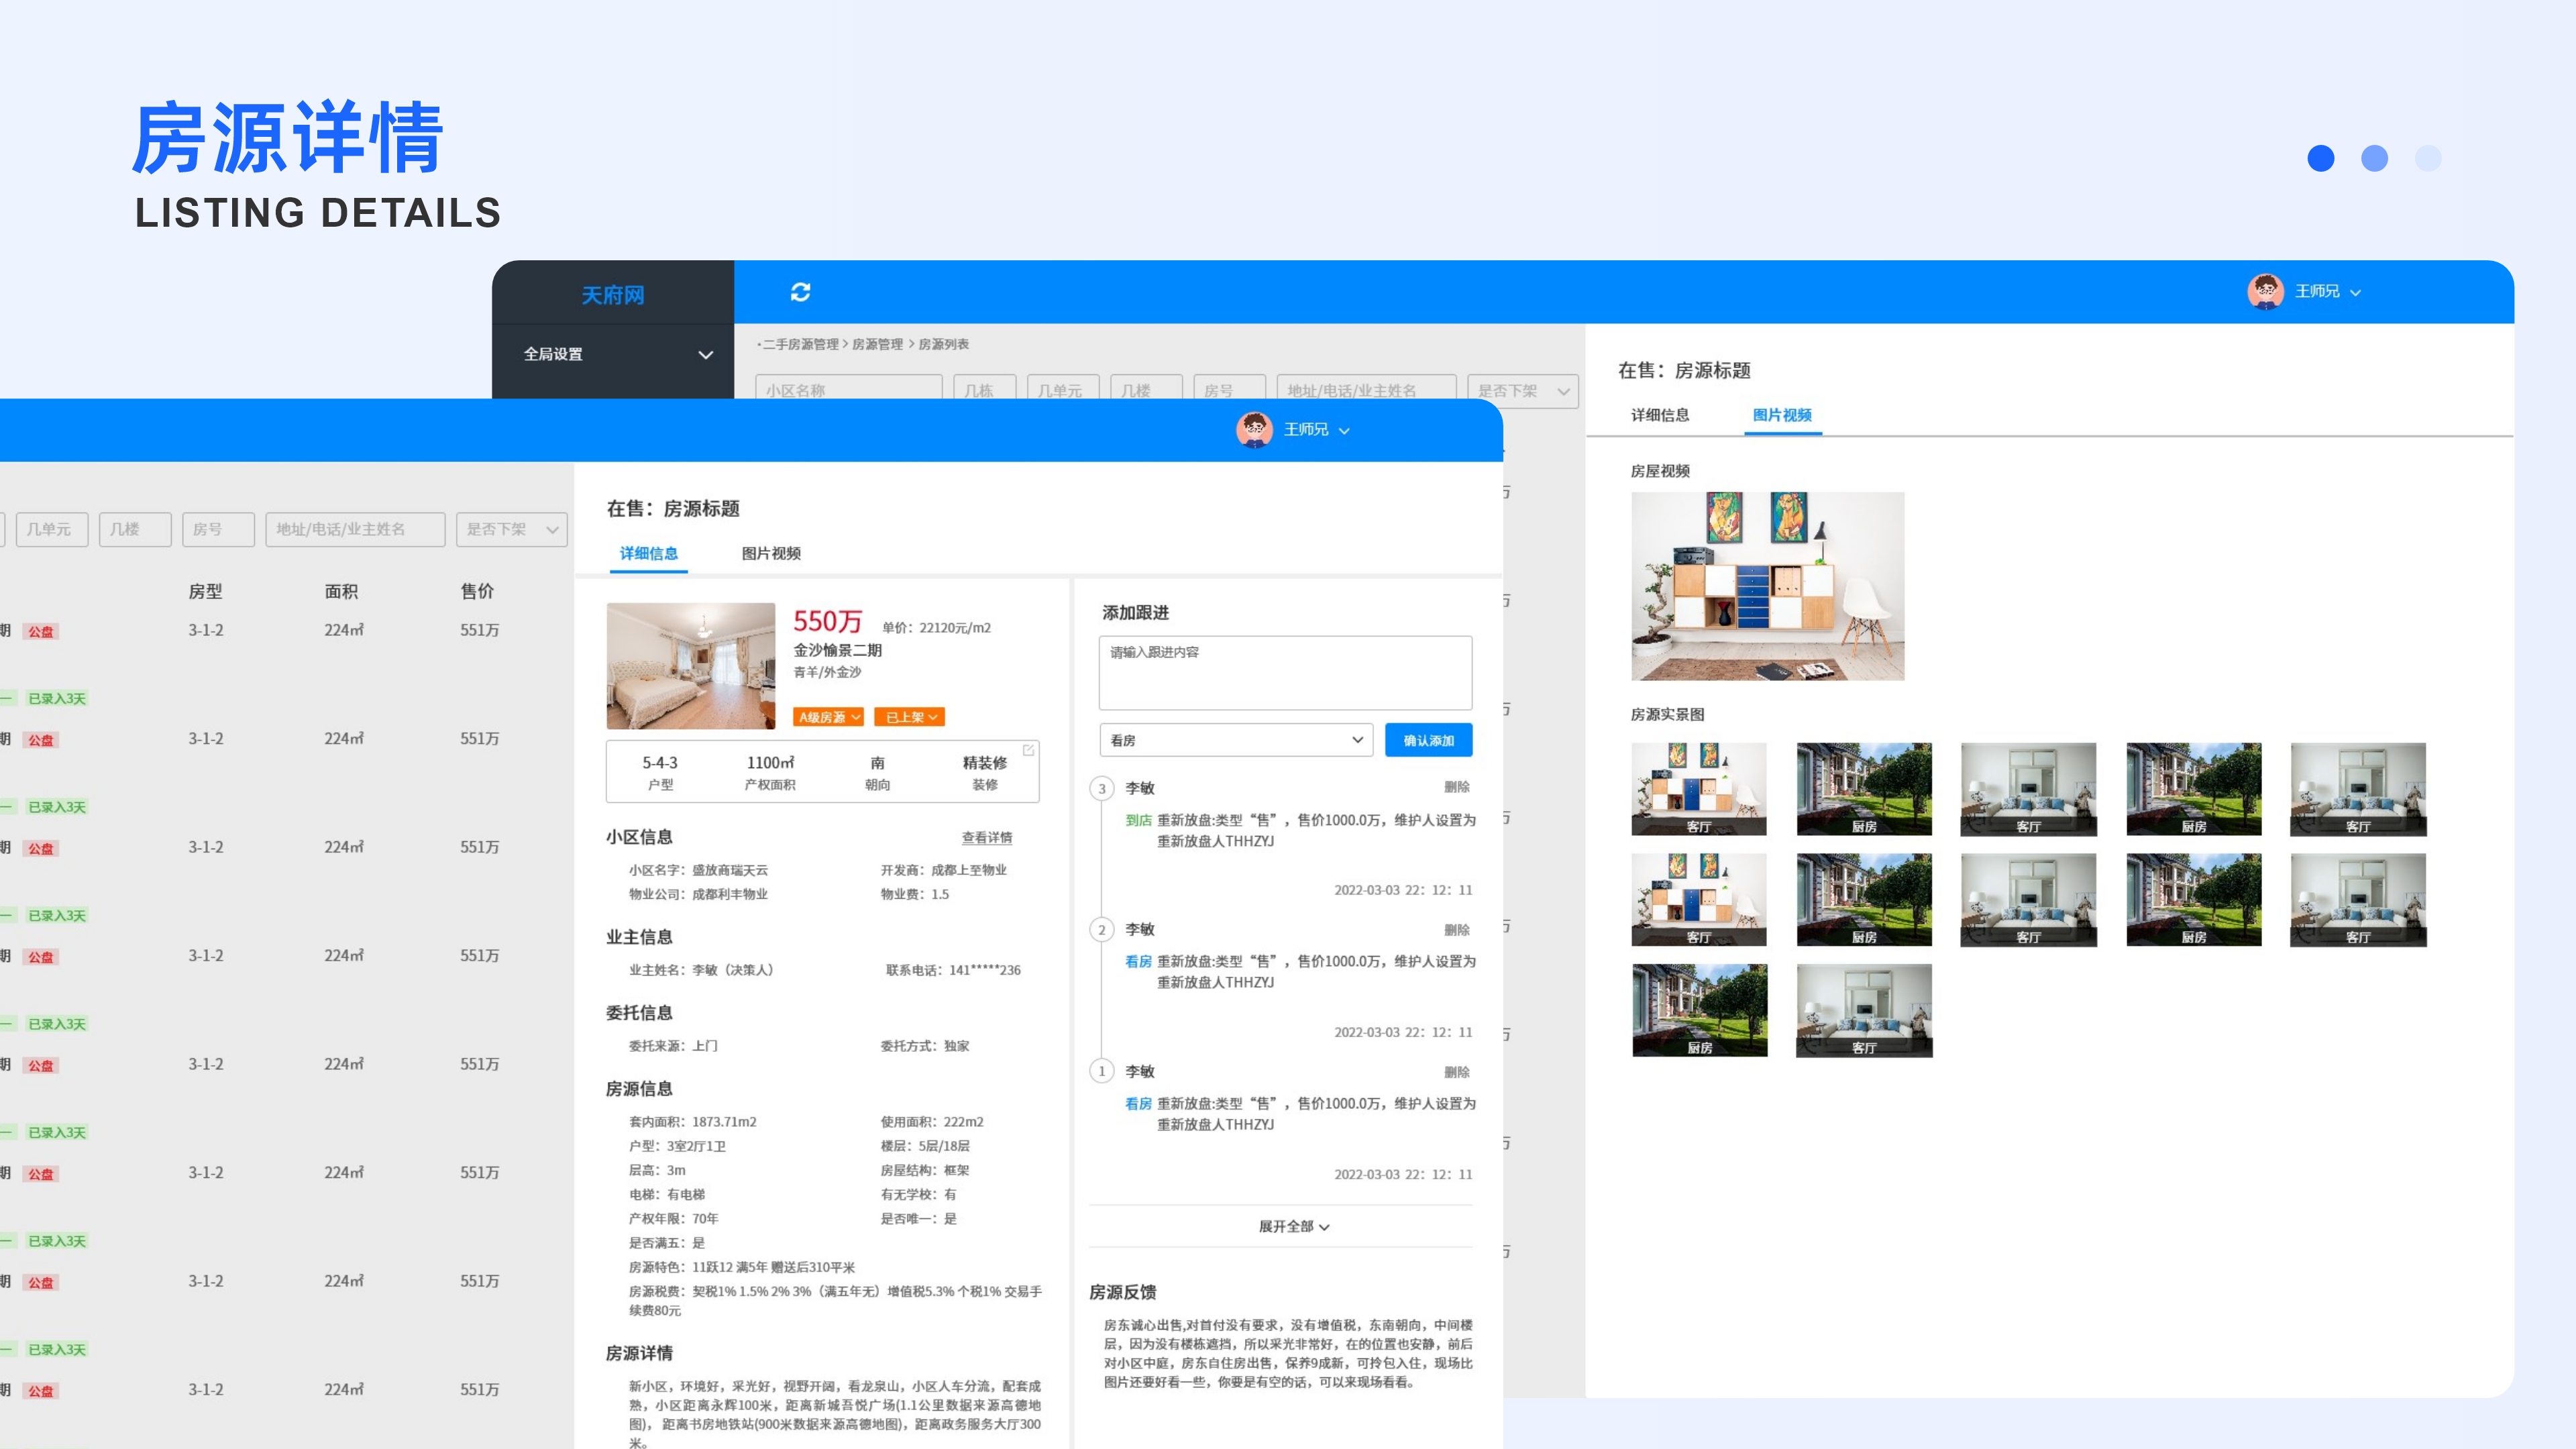 房源详情
LISTING DETAILS
天府网
王师兄
全局设置
·二手房源管理 > 房源管理 > 房源列表
小区名称 几栋 几单元 几楼 房号 地址/电话/业主姓名 是否下架
在售：房源标题
详细信息 图片视频
房屋视频
房源实景图
客厅 厨房 客厅 厨房 客厅
客厅 厨房 客厅 厨房 客厅
厨房 客厅
王师兄
几单元 几楼 房号 地址/电话/业主姓名 是否下架
房型 面积 售价
期 公盘 3-1-2 224㎡ 551万
已录入3天
期 公盘 3-1-2 224㎡ 551万
已录入3天
期 公盘 3-1-2 224㎡ 551万
已录入3天
期 公盘 3-1-2 224㎡ 551万
已录入3天
期 公盘 3-1-2 224㎡ 551万
已录入3天
期 公盘 3-1-2 224㎡ 551万
已录入3天
期 公盘 3-1-2 224㎡ 551万
已录入3天
期 公盘 3-1-2 224㎡ 551万
在售：房源标题
详细信息 图片视频
550万 单价：22120元/m2
金沙愉景二期
青羊/外金沙
A级房源 已上架
5-4-3 1100㎡ 南 精装修
户型 产权面积 朝向 装修
小区信息 查看详情
小区名字：盛放商瑞天云 开发商：成都上至物业
物业公司：成都利丰物业 物业费：1.5
业主信息
业主姓名：李敏（决策人） 联系电话：141*****236
委托信息
委托来源：上门 委托方式：独家
房源信息
套内面积：1873.71m2 使用面积：222m2
户型：3室2厅1卫 楼层：5层/18层
层高：3m 房屋结构：框架
电梯：有电梯 有无学校：有
产权年限：70年 是否唯一：是
是否满五：是
房源特色：11跃12 满5年 赠送后310平米
房源税费：契税1% 1.5% 2% 3%（满五年无）增值税5.3% 个税1% 交易手
续费80元
房源详情
新小区，环境好，采光好，视野开阔，看龙泉山，小区人车分流，配套成
熟，小区距离永辉100米，距离新城吾悦广场(1.1公里数据来源高德地
图)， 距离书房地铁站(900米数据来源高德地图)，距离政务服务大厅300
米。
添加跟进
请输入跟进内容
看房 确认添加
3 李敏 删除
到店 重新放盘:类型“售”，售价1000.0万，维护人设置为
重新放盘人THHZYJ
2022-03-03 22：12：11
2 李敏 删除
看房 重新放盘:类型“售”，售价1000.0万，维护人设置为
重新放盘人THHZYJ
2022-03-03 22：12：11
1 李敏 删除
看房 重新放盘:类型“售”，售价1000.0万，维护人设置为
重新放盘人THHZYJ
2022-03-03 22：12：11
展开全部
房源反馈
房东诚心出售,对首付没有要求，没有增值税，东南朝向，中间楼
层，因为没有楼栋遮挡，所以采光非常好，在的位置也安静，前后
对小区中庭，房东自住房出售，保养9成新，可拎包入住，现场比
图片还要好看一些，你要是有空的话，可以来现场看看。